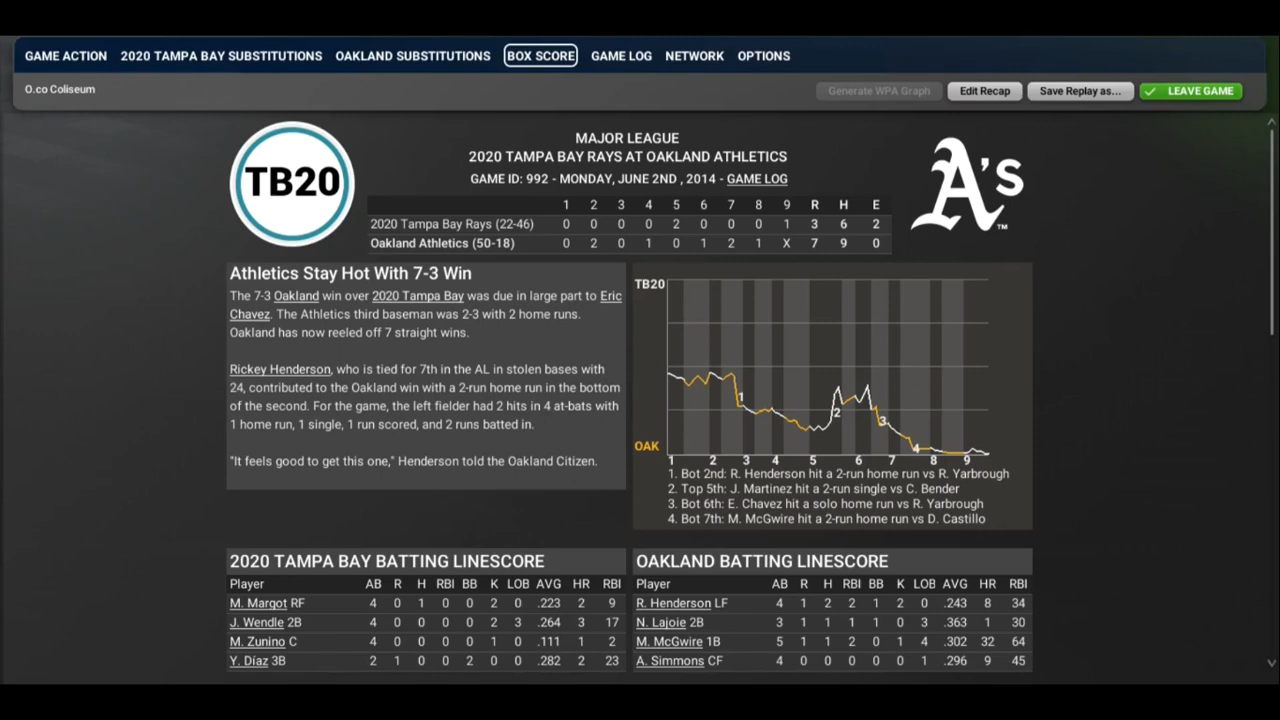 GAME ACTION 2020 TAMPA BAY SUBSTITUTIONS OAKLAND SUBSTITUTIONS BOX SCORE GAME LOG NETWORK OPTIONS
O.co Coliseum Generate WPA Graph Edit Recap Save Replay as... LEAVE GAME
TB20
MAJOR LEAGUE
2020 TAMPA BAY RAYS AT OAKLAND ATHLETICS
GAME ID: 992 - MONDAY, JUNE 2ND , 2014 - GAME LOG
A's TM
1 2 3 4 5 6 7 8 9 R H E
2020 Tampa Bay Rays (22-46) 0 0 0 0 2 0 0 0 1 3 6 2
Oakland Athletics (50-18) 0 2 0 1 0 1 2 1 X 7 9 0
Athletics Stay Hot With 7-3 Win
The 7-3 Oakland win over 2020 Tampa Bay was due in large part to Eric
Chavez. The Athletics third baseman was 2-3 with 2 home runs.
Oakland has now reeled off 7 straight wins.
Rickey Henderson, who is tied for 7th in the AL in stolen bases with
24, contributed to the Oakland win with a 2-run home run in the bottom
of the second. For the game, the left fielder had 2 hits in 4 at-bats with
1 home run, 1 single, 1 run scored, and 2 runs batted in.
"It feels good to get this one," Henderson told the Oakland Citizen.
TB20
1
2
3
4
OAK
1 2 3 4 5 6 7 8 9
1. Bot 2nd: R. Henderson hit a 2-run home run vs R. Yarbrough
2. Top 5th: J. Martinez hit a 2-run single vs C. Bender
3. Bot 6th: E. Chavez hit a solo home run vs R. Yarbrough
4. Bot 7th: M. McGwire hit a 2-run home run vs D. Castillo
2020 TAMPA BAY BATTING LINESCORE
Player AB R H RBI BB K LOB AVG HR RBI
M. Margot RF 4 0 1 0 0 2 0 .223 2 9
J. Wendle 2B 4 0 0 0 0 2 3 .264 3 17
M. Zunino C 4 0 0 0 0 1 0 .111 1 2
Y. Díaz 3B 2 1 0 0 2 0 0 .282 2 23
OAKLAND BATTING LINESCORE
Player AB R H RBI BB K LOB AVG HR RBI
R. Henderson LF 4 1 2 2 1 2 0 .243 8 34
N. Lajoie 2B 3 1 1 1 1 0 3 .363 1 30
M. McGwire 1B 5 1 1 2 0 1 4 .302 32 64
A. Simmons CF 4 0 0 0 0 0 1 .296 9 45